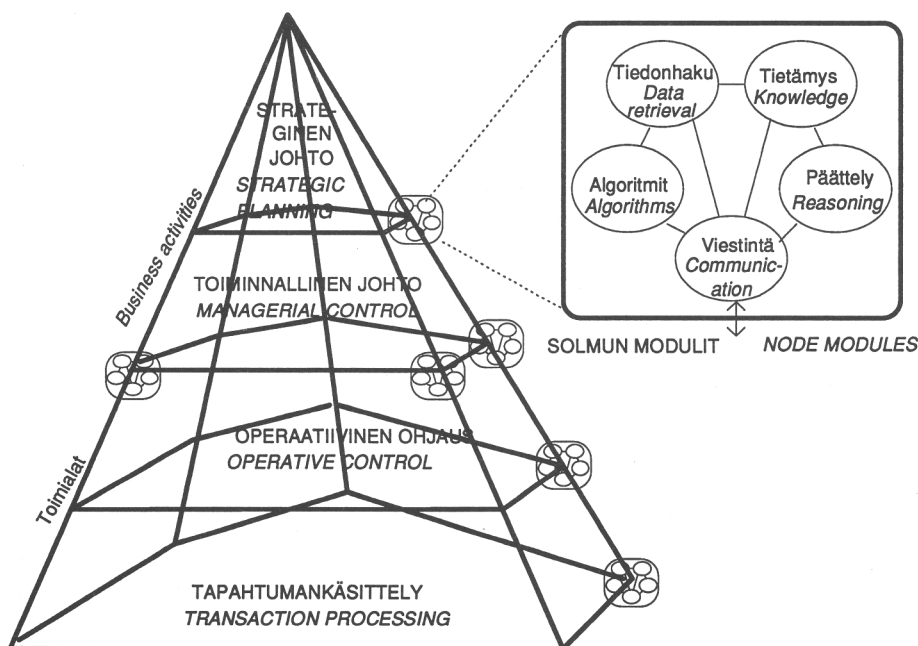 STRATE-
GINEN
JOHTO
STRATEGIC
PLANNING
Business activities
TOIMINNALLINEN JOHTO
MANAGERIAL CONTROL
OPERAATIIVINEN OHJAUS
OPERATIVE CONTROL
Toimialat
TAPAHTUMANKÄSITTELY
TRANSACTION PROCESSING
Tiedonhaku
Data
retrieval
Tietämys
Knowledge
Algoritmit
Algorithms
Päättely
Reasoning
Viestintä
Communic-
ation
SOLMUN MODULIT
NODE MODULES